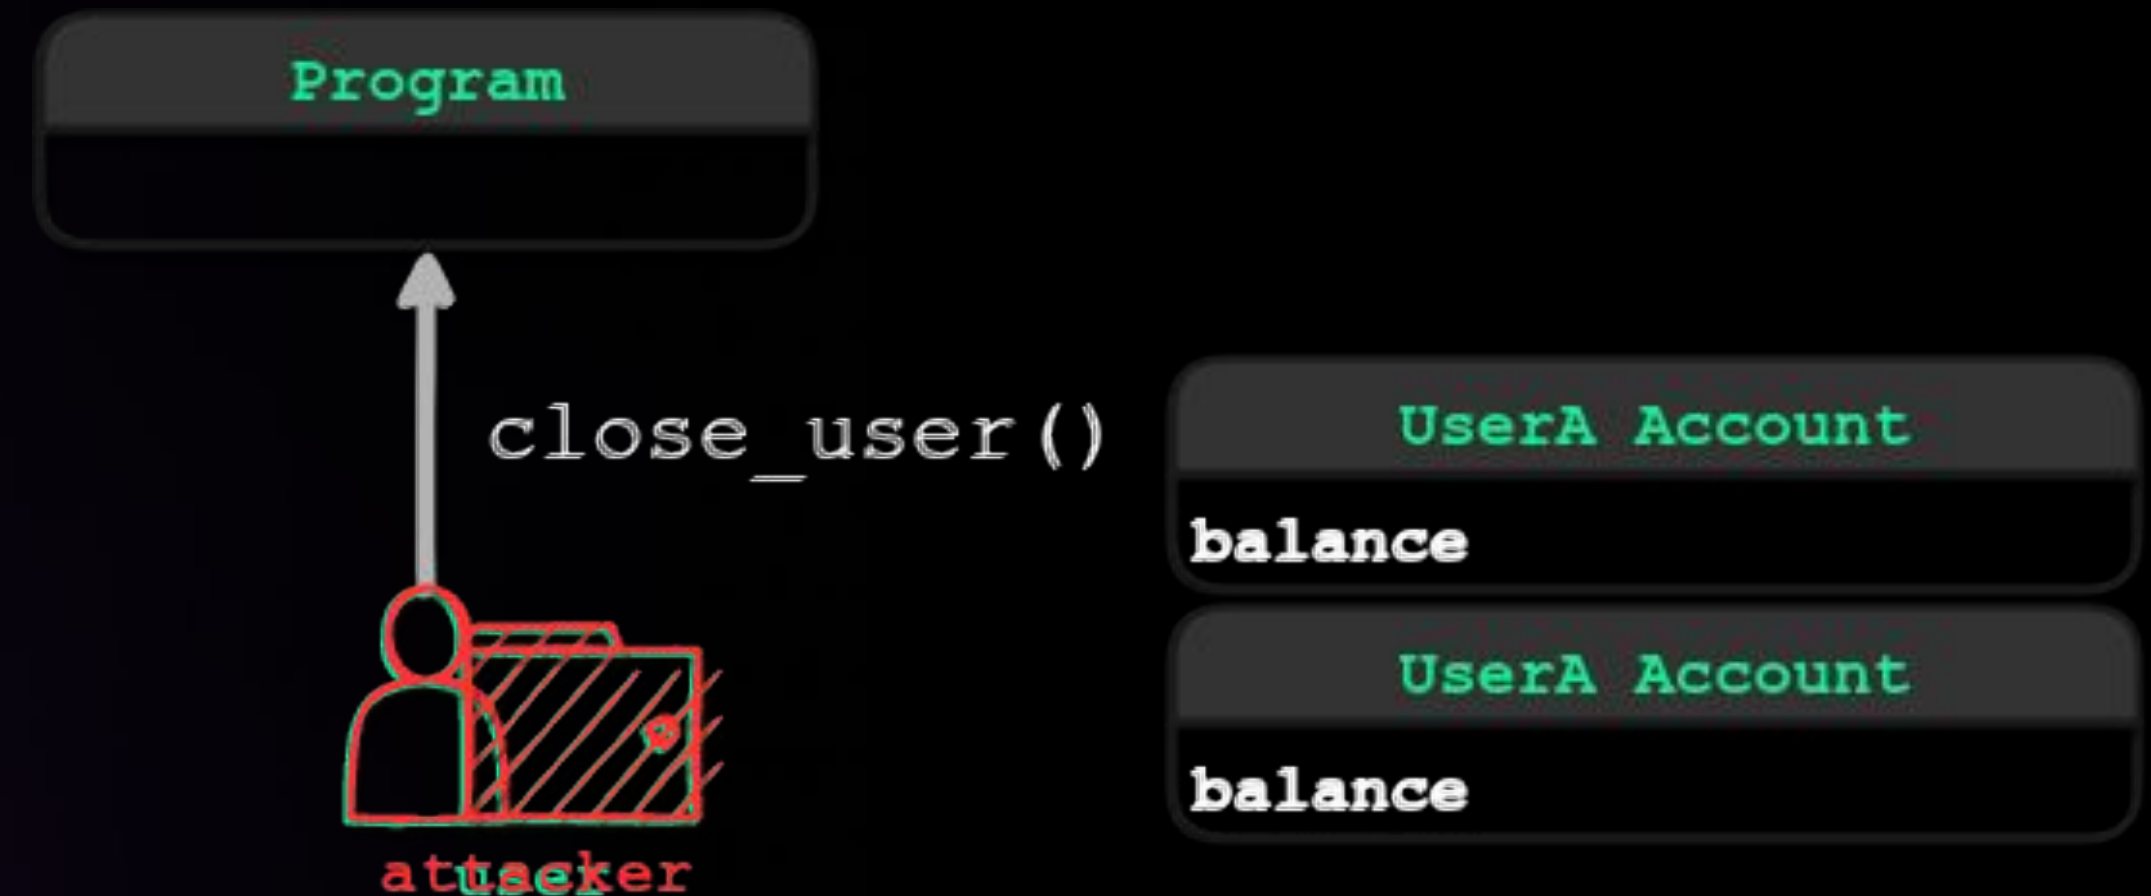 Program
close_user()
UserA Account
balance
UserA Account
balance
attacker